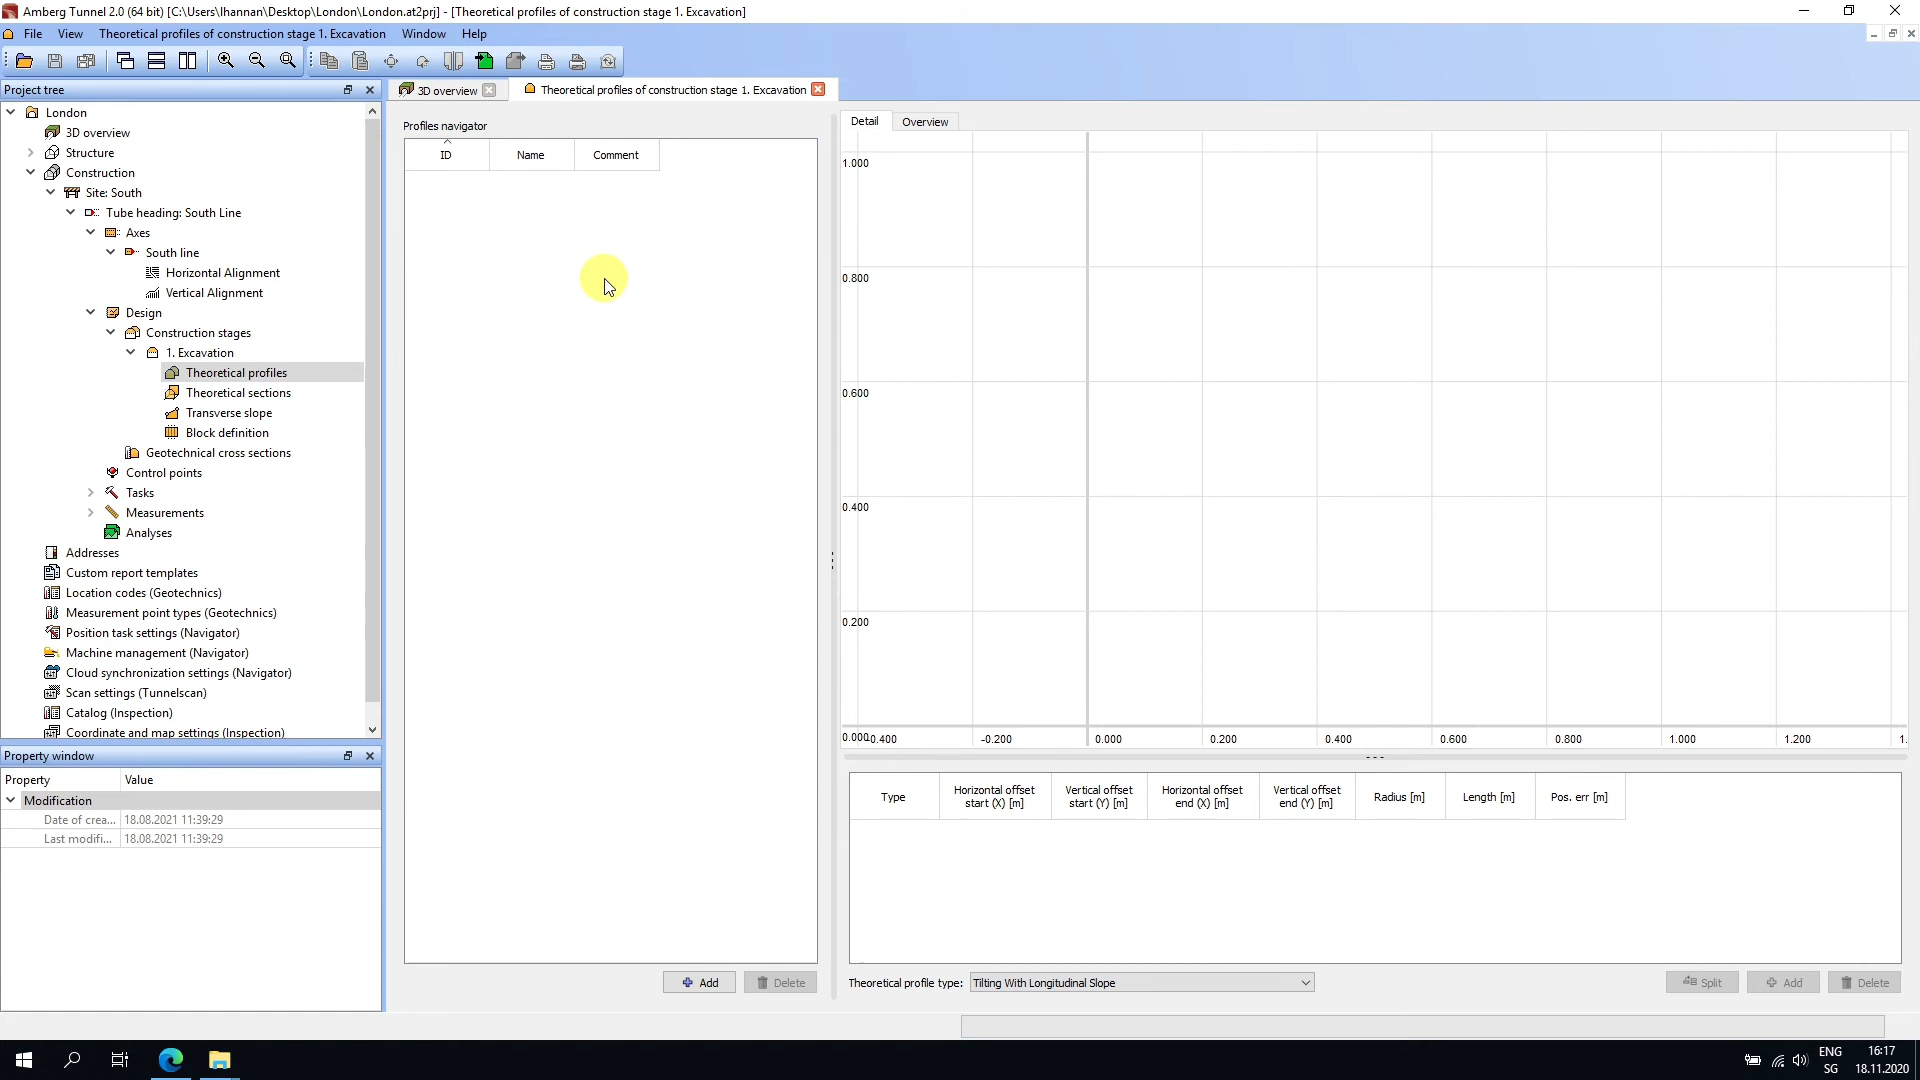 Amberg Tunnel 2.0 (64 bit) [C:\Users\lhannan\Desktop\London\London.at2prj] - [Theoretical profiles of construction stage 1. Excavation]
File View Theoretical profiles of construction stage 1. Excavation Window Help
Project tree
London
3D overview
Structure
Construction
Site: South
Tube heading: South Line
Axes
South line
Horizontal Alignment
Vertical Alignment
Design
Construction stages
1. Excavation
Theoretical profiles
Theoretical sections
Transverse slope
Block definition
Geotechnical cross sections
Control points
Tasks
Measurements
Analyses
Addresses
Custom report templates
Location codes (Geotechnics)
Measurement point types (Geotechnics)
Position task settings (Navigator)
Machine management (Navigator)
Cloud synchronization settings (Navigator)
Scan settings (Tunnelscan)
Catalog (Inspection)
Coordinate and map settings (Inspection)
Property window
Property Value
Modification
Date of crea... 18.08.2021 11:39:29
Last modifi... 18.08.2021 11:39:29
3D overview Theoretical profiles of construction stage 1. Excavation
Profiles navigator
ID Name Comment
Add Delete
Detail Overview
1.000
0.800
0.600
0.400
0.200
0.000 -0.400 -0.200 0.000 0.200 0.400 0.600 0.800 1.000 1.200 1.
Type Horizontal offset start (X) [m] Vertical offset start (Y) [m] Horizontal offset end (X) [m] Vertical offset end (Y) [m] Radius [m] Length [m] Pos. err [m]
Theoretical profile type: Tilting With Longitudinal Slope Split Add Delete
ENG 16:17
SG 18.11.2020